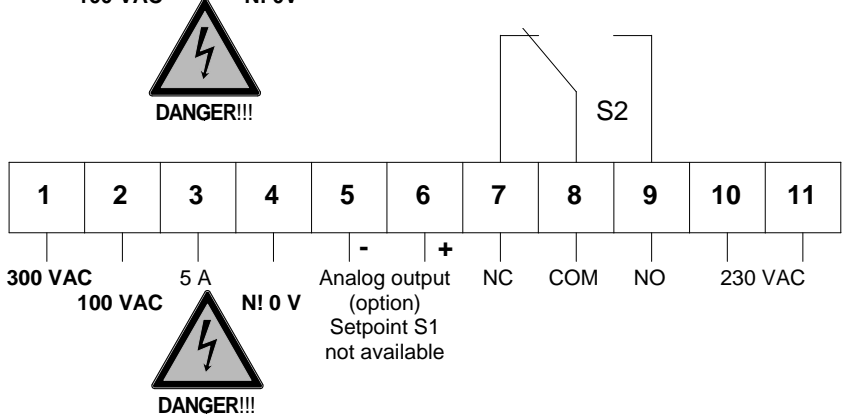 100 VAC N! 0V
DANGER!!!
S2
1 2 3 4 5 6 7 8 9 10 11
- +
300 VAC 5 A Analog output NC COM NO 230 VAC
100 VAC N! 0 V (option)
Setpoint S1
not available
DANGER!!!